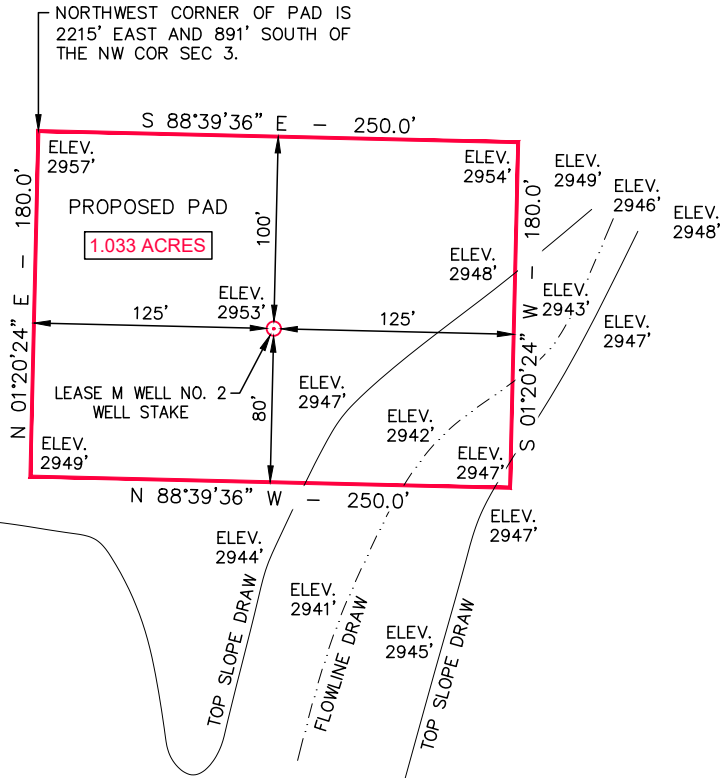 NORTHWEST CORNER OF PAD IS
2215' EAST AND 891' SOUTH OF
THE NW COR SEC 3.
S 88°39'36" E – 250.0'
ELEV.
2957'
ELEV.
2954'
ELEV.
2949'
ELEV.
2946'
ELEV.
2948'
N 01°20'24" E – 180.0'
PROPOSED PAD
1.033 ACRES
100'
S 01°20'24" W – 180.0'
ELEV.
2948'
ELEV.
2953'
ELEV.
2943'
125'
125'
ELEV.
2947'
LEASE M WELL NO. 2
WELL STAKE
80'
ELEV.
2947'
ELEV.
2942'
ELEV.
2949'
ELEV.
2947'
N 88°39'36" W – 250.0'
ELEV.
2947'
ELEV.
2944'
ELEV.
2941'
ELEV.
2945'
TOP SLOPE DRAW
FLOWLINE DRAW
TOP SLOPE DRAW